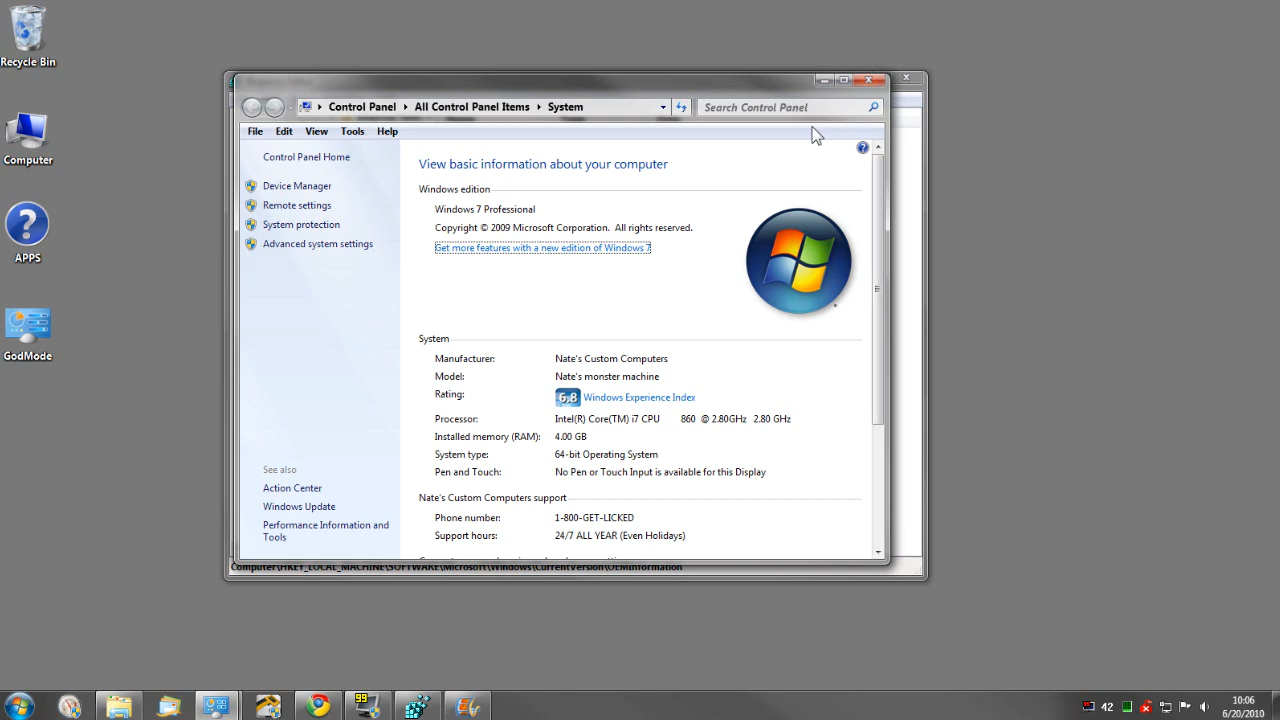 Recycle Bin
Computer
APPS
GodMode
Control Panel
All Control Panel Items
System
Search Control Panel
File Edit View Tools Help
Control Panel Home
Device Manager
Remote settings
System protection
Advanced system settings
See also
Action Center
Windows Update
Performance Information and
Tools
View basic information about your computer
Windows edition
Windows 7 Professional
Copyright © 2009 Microsoft Corporation. All rights reserved.
Get more features with a new edition of Windows 7
System
Manufacturer: Nate's Custom Computers
Model: Nate's monster machine
Rating: 6.8 Windows Experience Index
Processor: Intel(R) Core(TM) i7 CPU 860 @ 2.80GHz 2.80 GHz
Installed memory (RAM): 4.00 GB
System type: 64-bit Operating System
Pen and Touch: No Pen or Touch Input is available for this Display
Nate's Custom Computers support
Phone number: 1-800-GET-LICKED
Support hours: 24/7 ALL YEAR (Even Holidays)
Computer\HKEY_LOCAL_MACHINE\SOFTWARE\Microsoft\Windows\CurrentVersion\OEMInformation
99
42
10:06
6/20/2010